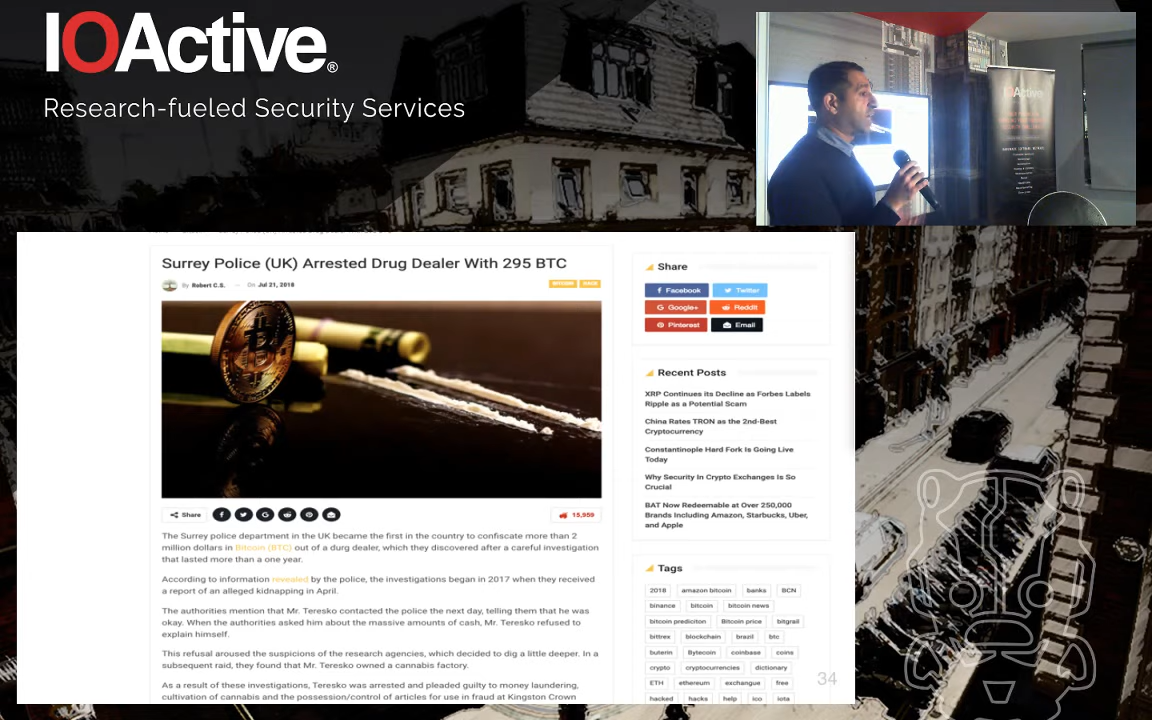 IOActive®
Research-fueled Security Services
IOActive
Surrey Police (UK) Arrested Drug Dealer With 295 BTC
By Robert C.S. — On Jul 21, 2018
BITCOIN
Share
Facebook
Twitter
Google+
ReddIt
Pinterest
Email
Recent Posts
XRP Continues its Decline as Forbes Labels
Ripple as a Potential Scam
China Rates TRON as the 2nd-Best
Cryptocurrency
Constantinople Hard Fork Is Going Live
Today
Why Security In Crypto Exchanges Is So
Crucial
BAT Now Redeemable at Over 250,000
Brands Including Amazon, Starbucks, Uber,
and Apple
Share
15,959
The Surrey police department in the UK became the first in the country to confiscate more than 2
million dollars in Bitcoin (BTC) out of a durg dealer, which they discovered after a careful investigation
that lasted more than a one year.
According to information revealed by the police, the investigations began in 2017 when they received
a report of an alleged kidnapping in April.
The authorities mention that Mr. Teresko contacted the police the next day, telling them that he was
okay. When the authorities asked him about the massive amounts of cash, Mr. Teresko refused to
explain himself.
This refusal aroused the suspicions of the research agencies, which decided to dig a little deeper. In a
subsequent raid, they found that Mr. Teresko owned a cannabis factory.
As a result of these investigations, Teresko was arrested and pleaded guilty to money laundering,
cultivation of cannabis and the possession/control of articles for use in fraud at Kingston Crown
Tags
2018 amazon bitcoin banks BCN
binance bitcoin bitcoin news
bitcoin prediciton Bitcoin price bitgrail
bittrex blockchain brazil btc
buterin Bytecoin coinbase coins
crypto cryptocurrencies dictionary
ETH ethereum exchangue free
hacked hacks help ico iota
34